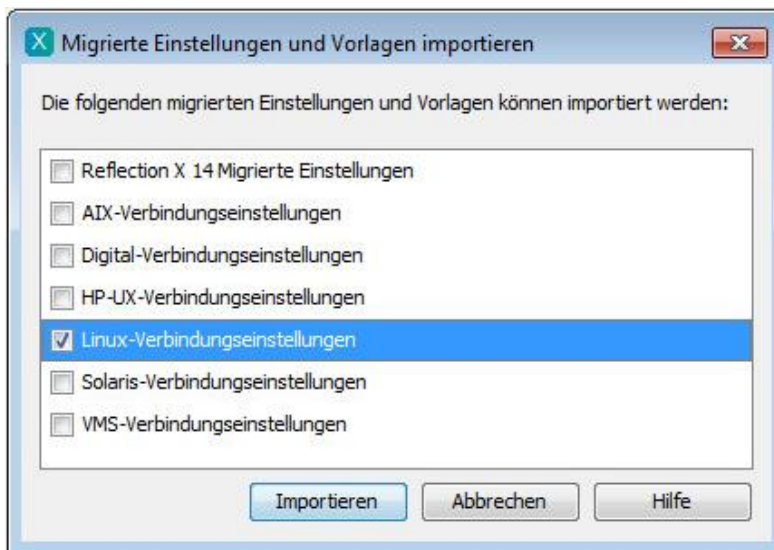 Migrierte Einstellungen und Vorlagen importieren
Die folgenden migrierten Einstellungen und Vorlagen können importiert werden:
Reflection X 14 Migrierte Einstellungen
AIX-Verbindungseinstellungen
Digital-Verbindungseinstellungen
HP-UX-Verbindungseinstellungen
Linux-Verbindungseinstellungen
Solaris-Verbindungseinstellungen
VMS-Verbindungseinstellungen
Importieren Abbrechen Hilfe